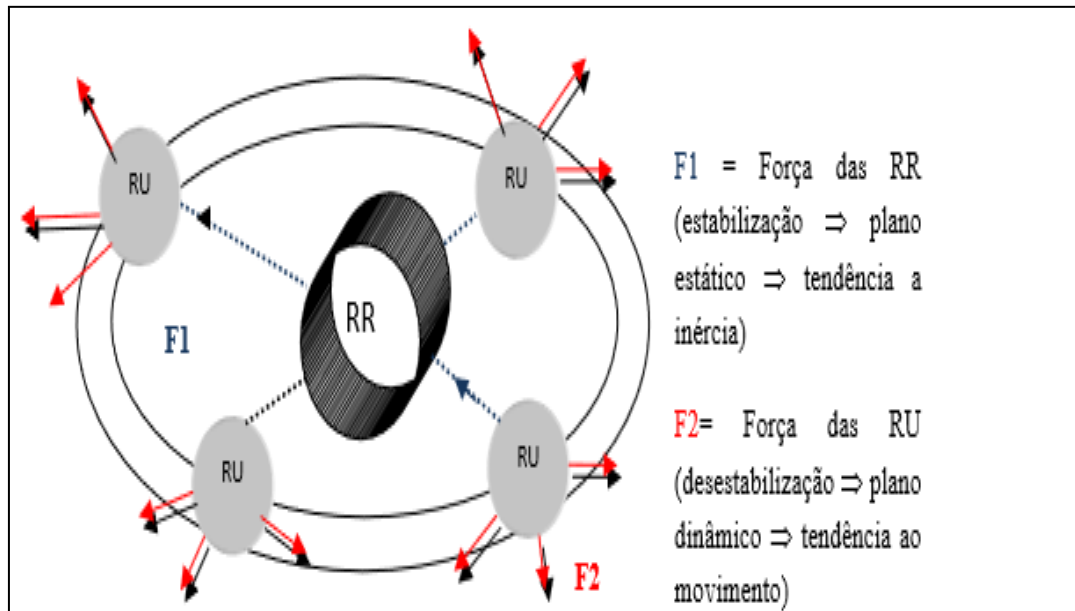 RU
RU
RR
F1
RU
RU
F2
F1 = Força das RR
(estabilização ⇒ plano
estático ⇒ tendência a
inércia)
F2= Força das RU
(desestabilização ⇒ plano
dinâmico ⇒ tendência ao
movimento)